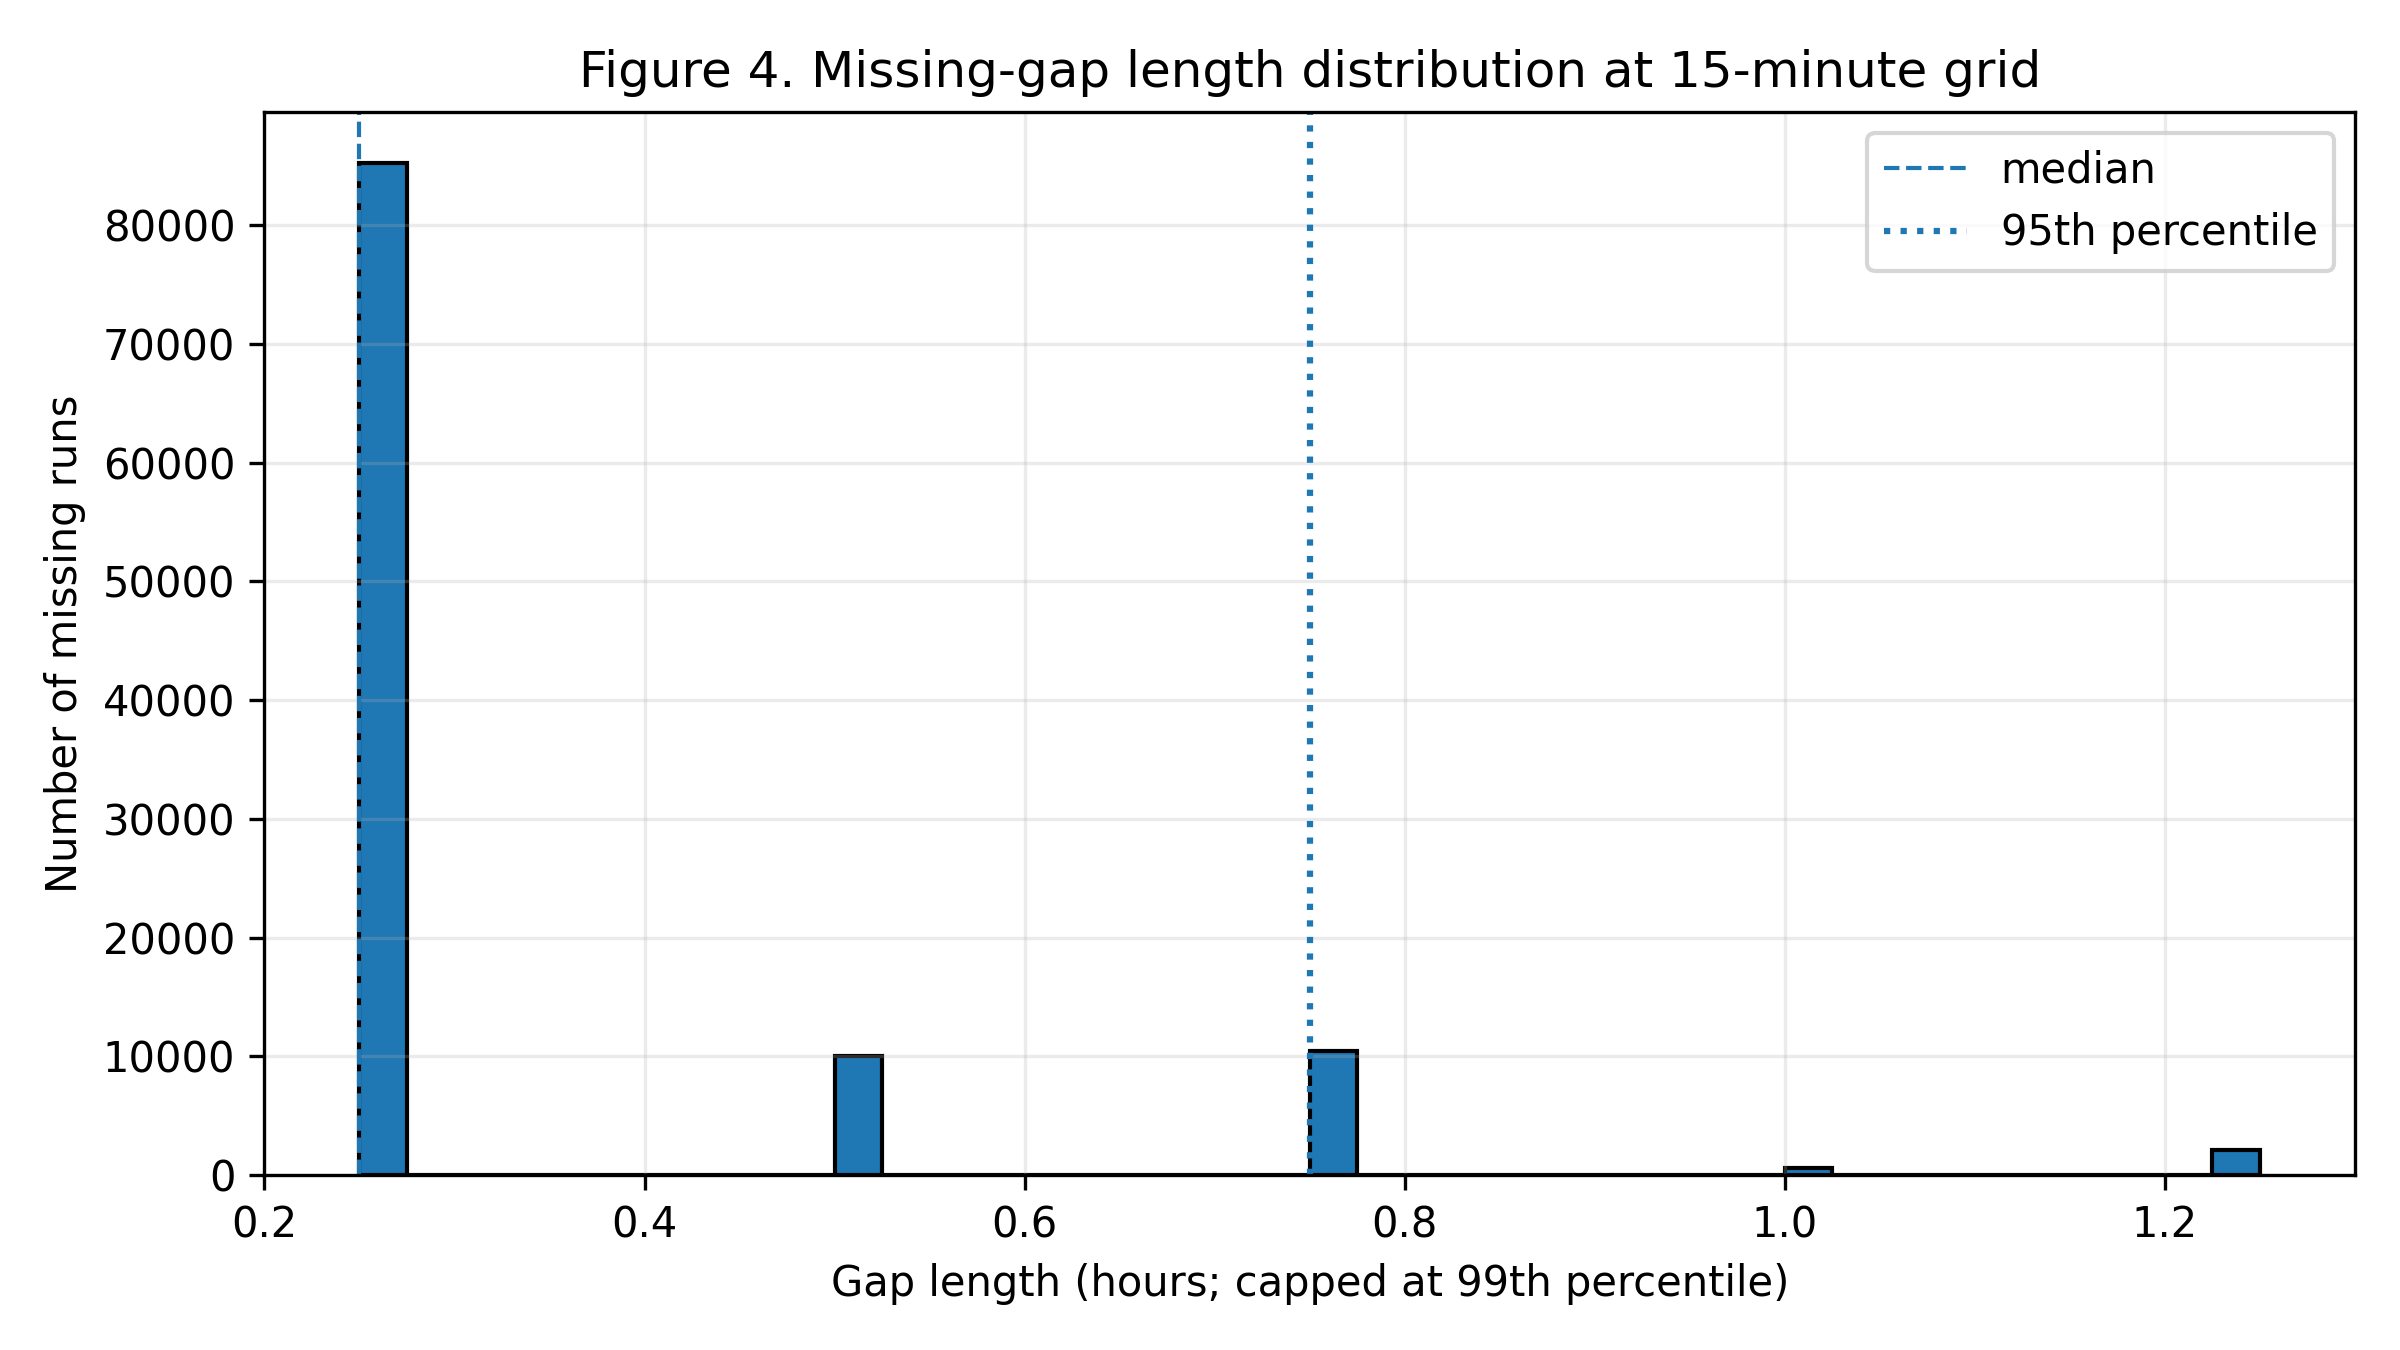 Figure 4. Missing-gap length distribution at 15-minute grid
median
95th percentile
Number of missing runs
80000
70000
60000
50000
40000
30000
20000
10000
0
0.2 0.4 0.6 0.8 1.0 1.2
Gap length (hours; capped at 99th percentile)